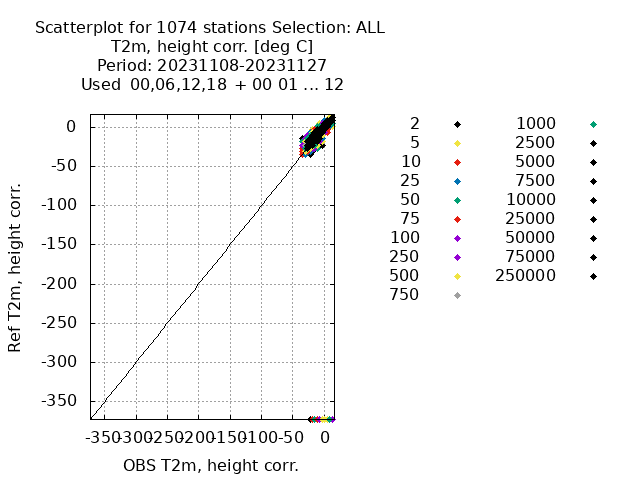 Scatterplot for 1074 stations Selection: ALL
T2m, height corr. [deg C]
Period: 20231108-20231127
Used 00,06,12,18 + 00 01 ... 12
0
-50
-100
-150
-200
-250
-300
-350
Ref T2m, height corr.
-350 -300 -250 -200 -150 -100 -50 0
OBS T2m, height corr.
2 1000
5 2500
10 5000
25 7500
50 10000
75 25000
100 50000
250 75000
500 250000
750